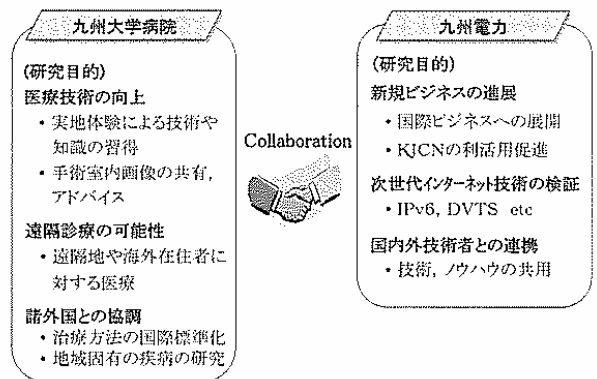 九州大学病院
(研究目的)
医療技術の向上
・実地体験による技術や
知識の習得
・手術室内画像の共有,
アドバイス
遠隔診療の可能性
・遠隔地や海外在住者に
対する医療
諸外国との協調
・治療方法の国際標準化
・地域固有の疾病の研究
Collaboration
九州電力
(研究目的)
新規ビジネスの進展
・国際ビジネスへの展開
・KJCNの利活用促進
次世代インターネット技術の検証
・IPv6, DVTS etc
国内外技術者との連携
・技術, ノウハウの共用